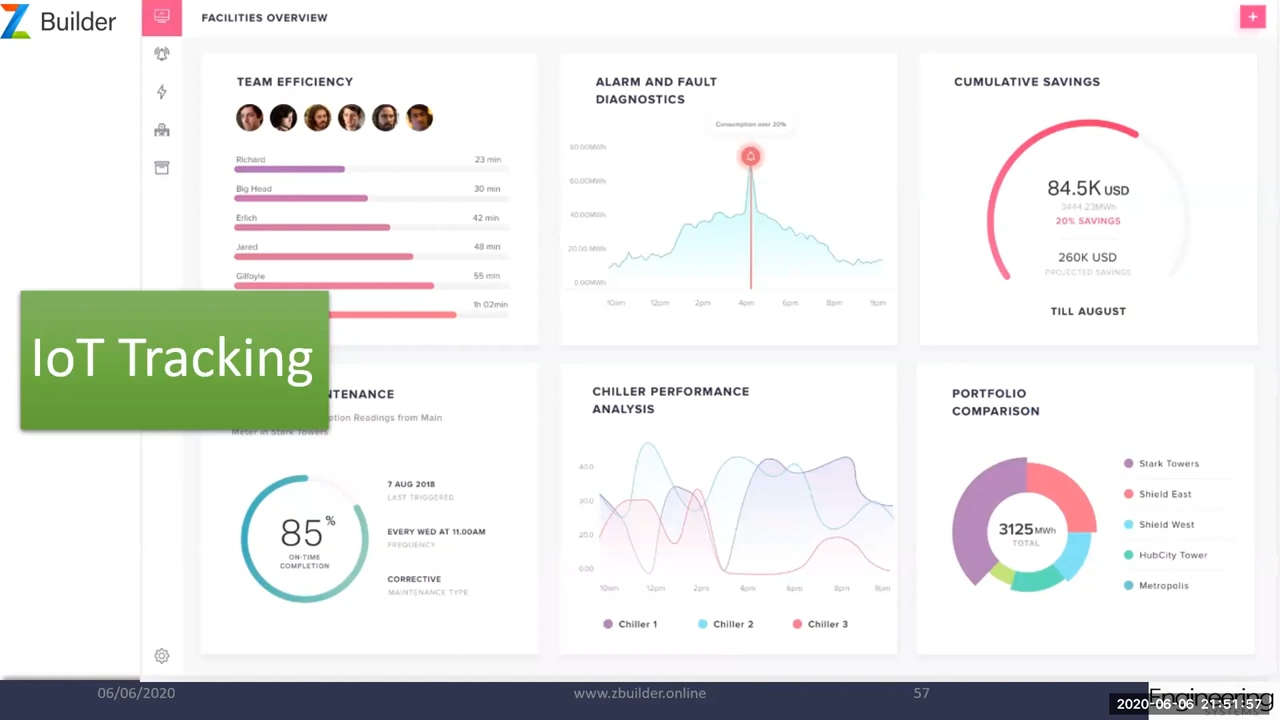 Builder
FACILITIES OVERVIEW
TEAM EFFICIENCY
Richard 23 min
Big Head 30 min
Erlich 42 min
Jared 48 min
Gilfoyle 55 min
1h 02min
ALARM AND FAULT
DIAGNOSTICS
Consumption over 20%
80.00MWh
60.00MWh
40.00MWh
20.00 MWh
0.00MWh
10am 12pm 2pm 4pm 6pm 8pm 9pm
CUMULATIVE SAVINGS
84.5K USD
3444.23MWh
20% SAVINGS
260K USD
PROJECTED SAVINGS
TILL AUGUST
IoT Tracking
NTENANCE
tion Readings from Main
Meter in Stark Towers
85%
ON-TIME
COMPLETION
7 AUG 2018
LAST TRIGGERED
EVERY WED AT 11.00AM
FREQUENCY
CORRECTIVE
MAINTENANCE TYPE
CHILLER PERFORMANCE
ANALYSIS
40.0
30.0
20.0
0.00
10am 12pm 2pm 4pm 6pm 8pm 9pm
Chiller 1 Chiller 2 Chiller 3
PORTFOLIO
COMPARISON
3125 MWh
TOTAL
Stark Towers
Shield East
Shield West
HubCity Tower
Metropolis
06/06/2020
www.zbuilder.online
57
Engineering
2020-06-06 21:51:57